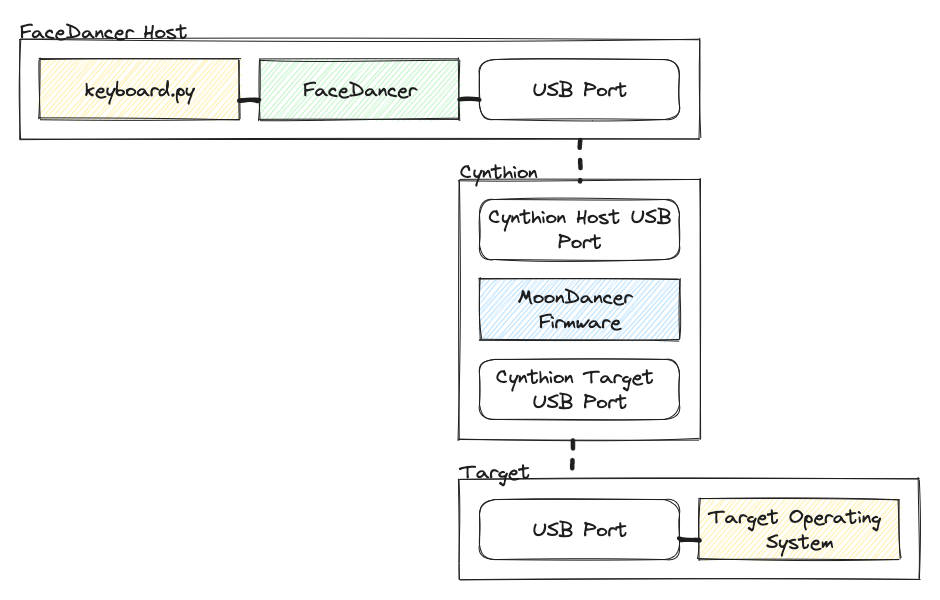 FaceDancer Host
keyboard.py
FaceDancer
USB Port
Cynthion
Cynthion Host USB
Port
MoonDancer
Firmware
Cynthion Target
USB Port
Target
USB Port
Target Operating
System